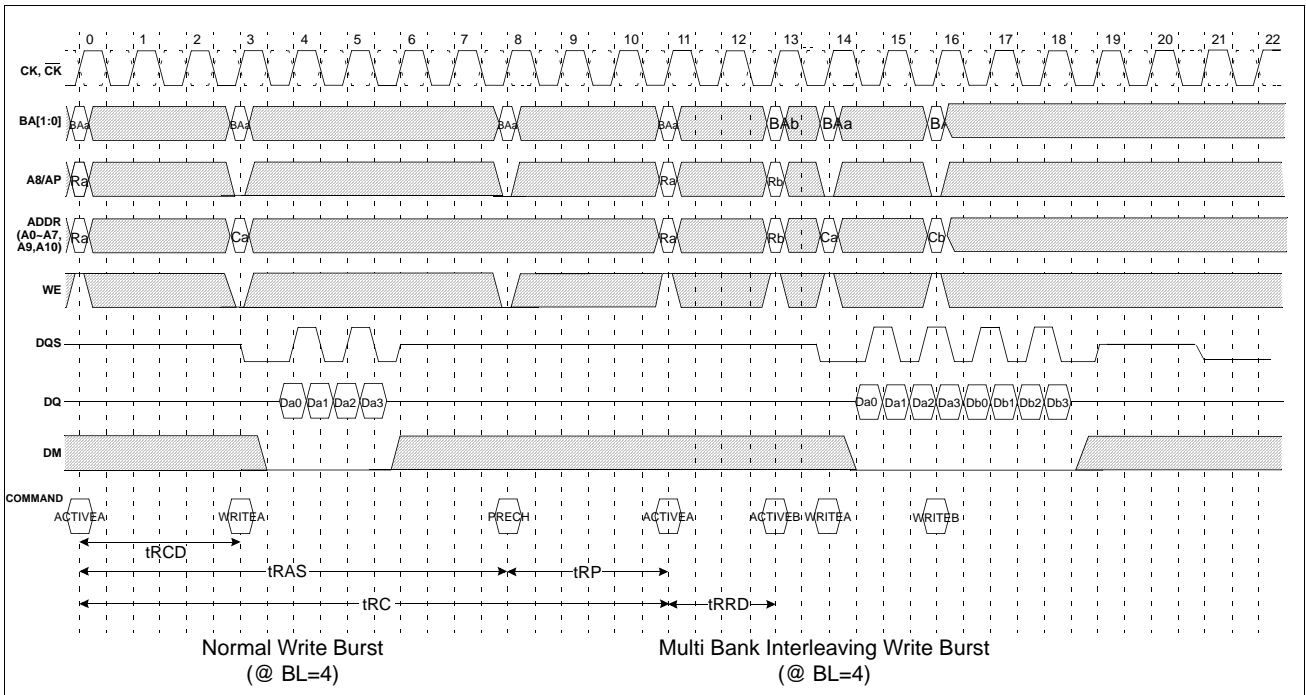 0 1 2 3 4 5 6 7 8 9 10 11 12 13 14 15 16 17 18 19 20 21 22
CK, CK
BA[1:0] BAa BAa BAa BAa BAb BAa BA
A8/AP Ra Ra Rb
ADDR
(A0~A7,
A9,A10)
Ra Ca Ra Rb Ca Cb
WE
DQS
DQ Da0 Da1 Da2 Da3 Da0 Da1 Da2 Da3 Db0 Db1 Db2 Db3
DM
COMMAND
ACTIVEA WRITEA PRECH ACTIVEA ACTIVEB WRITEA WRITEB
tRCD
tRAS tRP
tRC tRRD
Normal Write Burst Multi Bank Interleaving Write Burst
(@ BL=4) (@ BL=4)